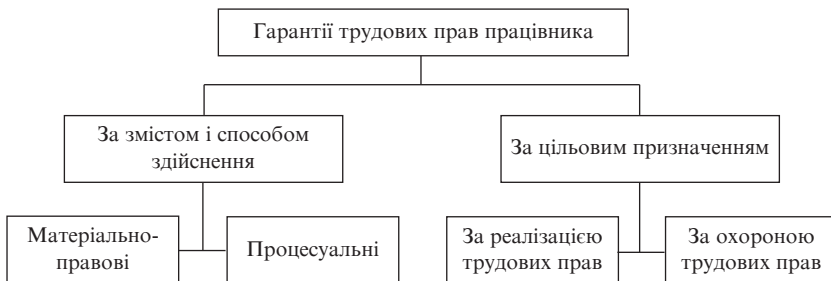 Гарантії трудових прав працівника
За змістом і способом
здійснення
За цільовим призначенням
Матеріально-
правові
Процесуальні
За реалізацією
трудових прав
За охороною
трудових прав